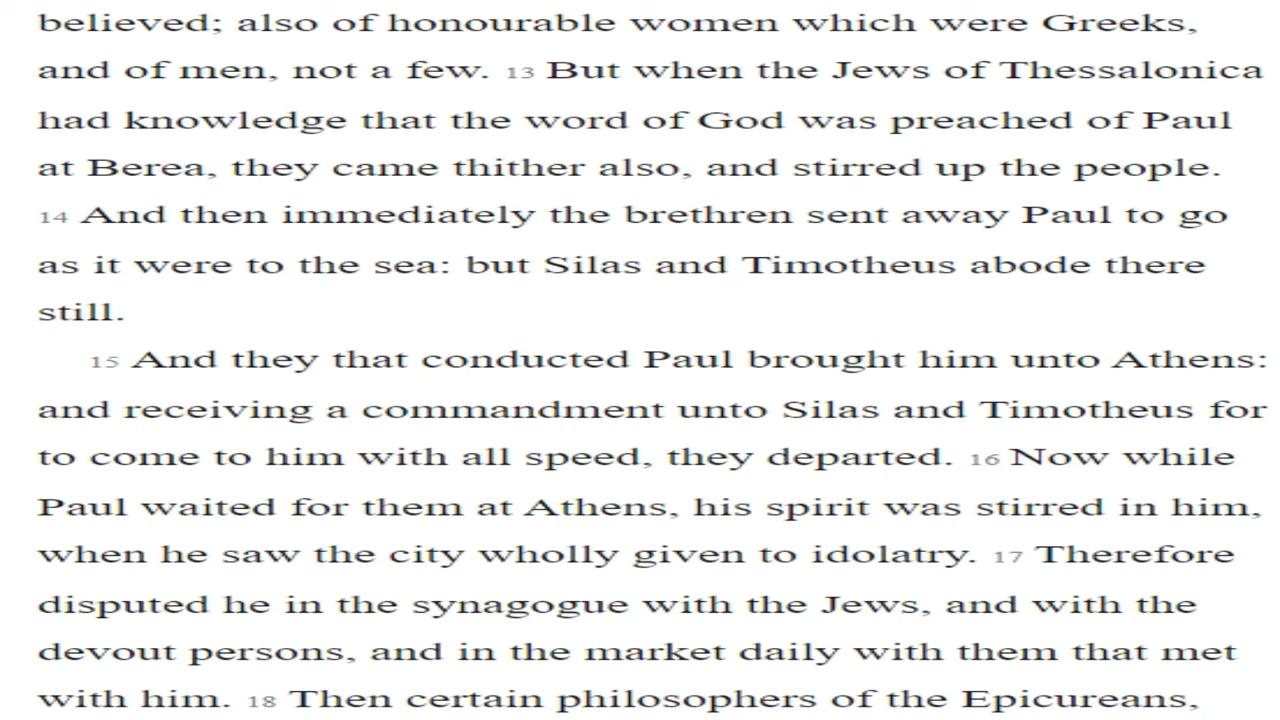 believed; also of honourable women which were Greeks,
and of men, not a few. 13 But when the Jews of Thessalonica
had knowledge that the word of God was preached of Paul
at Berea, they came thither also, and stirred up the people.
14 And then immediately the brethren sent away Paul to go
as it were to the sea: but Silas and Timotheus abode there
still.
15 And they that conducted Paul brought him unto Athens:
and receiving a commandment unto Silas and Timotheus for
to come to him with all speed, they departed. 16 Now while
Paul waited for them at Athens, his spirit was stirred in him,
when he saw the city wholly given to idolatry. 17 Therefore
disputed he in the synagogue with the Jews, and with the
devout persons, and in the market daily with them that met
with him. 18 Then certain philosophers of the Epicureans,